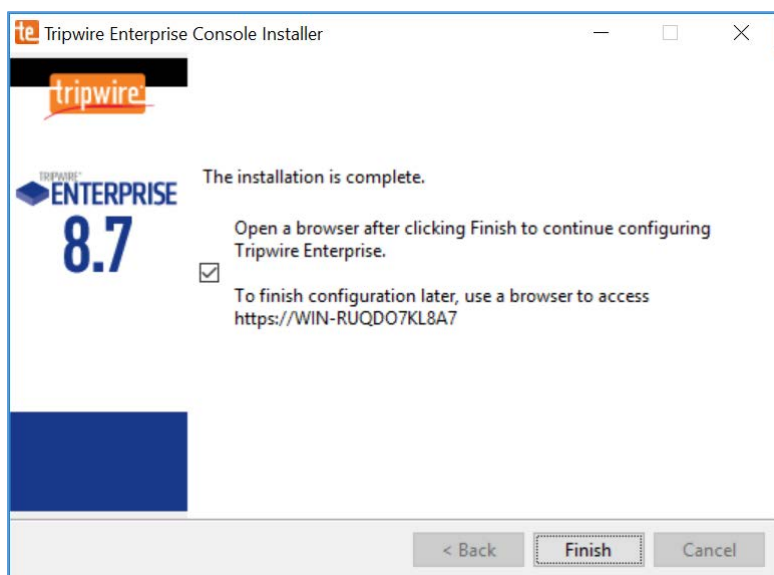 te Tripwire Enterprise Console Installer
tripwire
TRIPWIRE
ENTERPRISE
8.7
The installation is complete.
Open a browser after clicking Finish to continue configuring
Tripwire Enterprise.
To finish configuration later, use a browser to access
https://WIN-RUQDO7KL8A7
< Back
Finish
Cancel